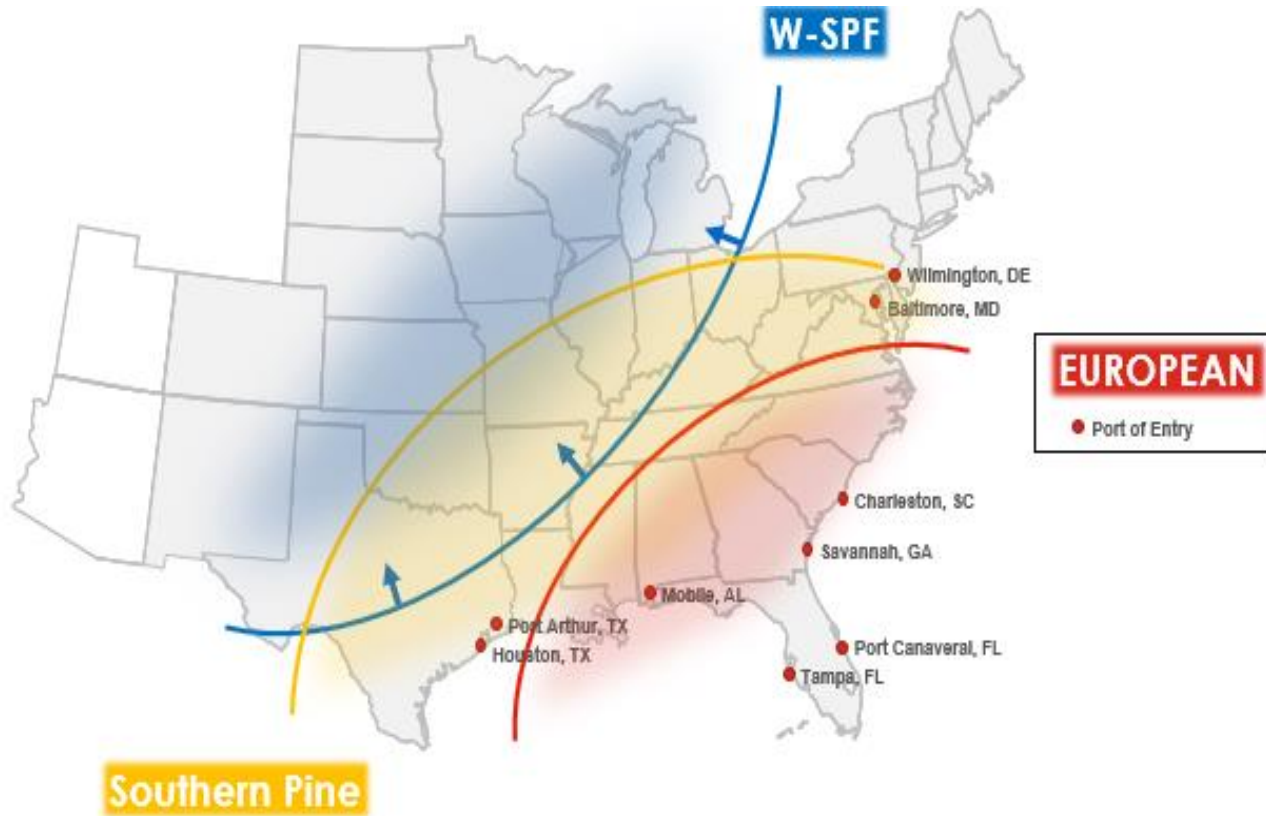 W-SPF
Wilmington, DE
Baltimore, MD
EUROPEAN
Port of Entry
Charleston, SC
Savannah, GA
Mobile, AL
Port Arthur, TX
Houston, TX
Port Canaveral, FL
Tampa, FL
Southern Pine